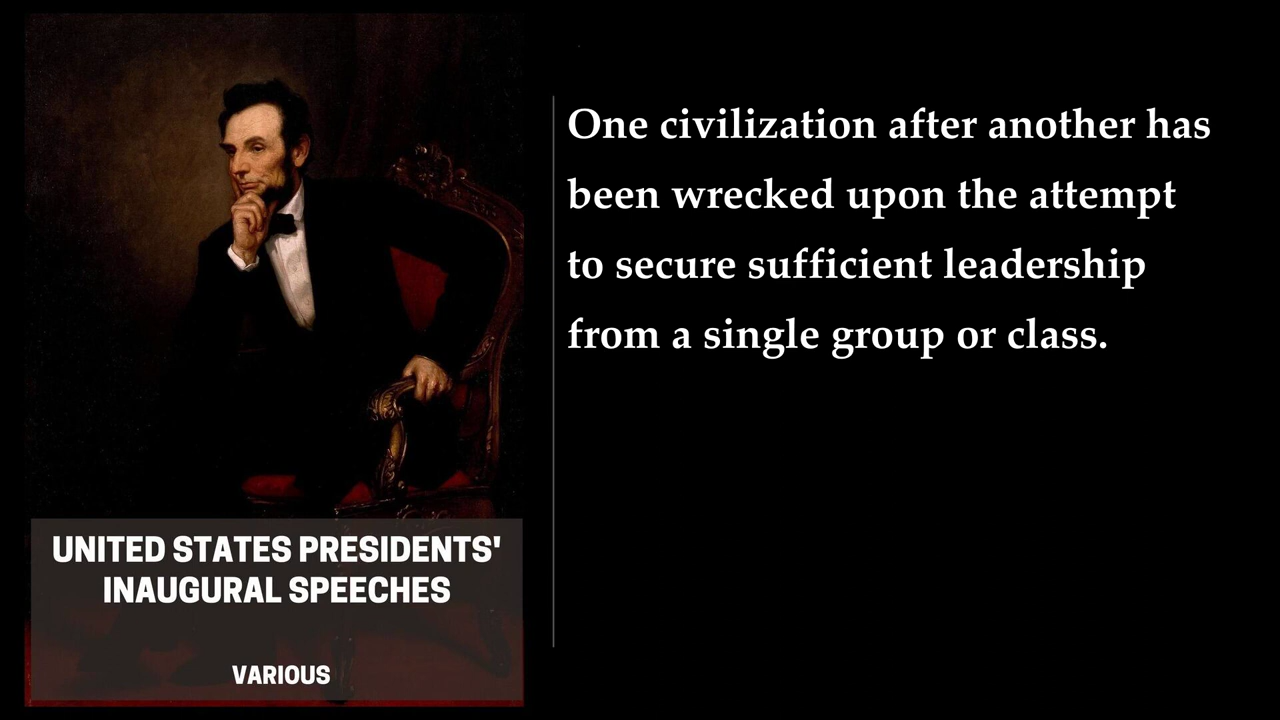 One civilization after another has
been wrecked upon the attempt
to secure sufficient leadership
from a single group or class.
UNITED STATES PRESIDENTS'
INAUGURAL SPEECHES
VARIOUS